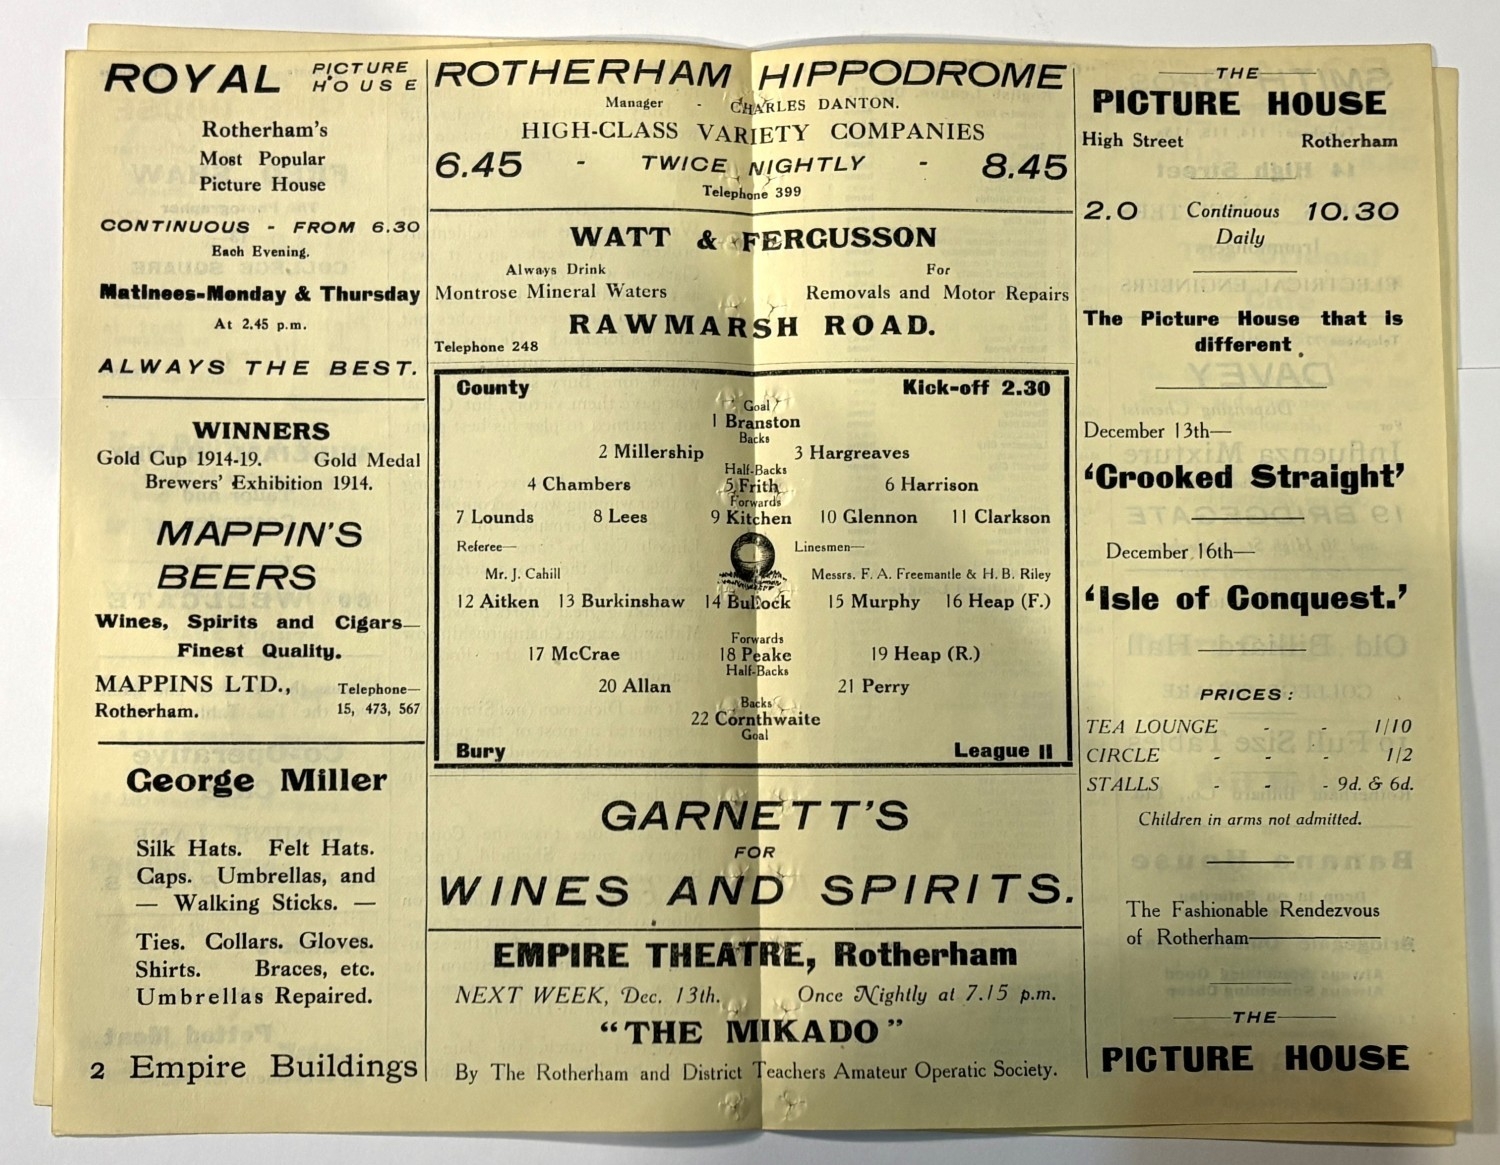 ROYAL PICTURE HOUSE
Rotherham's
Most Popular
Picture House
CONTINUOUS - FROM 6.30
Each Evening.
Matinees-Monday & Thursday
At 2.45 p.m.
ALWAYS THE BEST.
WINNERS
Gold Cup 1914-19. Gold Medal
Brewers' Exhibition 1914.
MAPPIN'S
BEERS
Wines, Spirits and Cigars—
Finest Quality.
MAPPINS LTD., Telephone—
Rotherham. 15, 473, 567
George Miller
Silk Hats. Felt Hats.
Caps. Umbrellas, and
— Walking Sticks. —
Ties. Collars. Gloves.
Shirts. Braces, etc.
Umbrellas Repaired.
2 Empire Buildings
ROTHERHAM HIPPODROME
Manager - CHARLES DANTON.
HIGH-CLASS VARIETY COMPANIES
6.45 - TWICE NIGHTLY - 8.45
Telephone 399
WATT & FERGUSSON
Always Drink For
Montrose Mineral Waters Removals and Motor Repairs
RAWMARSH ROAD.
Telephone 248
County Kick-off 2.30
Goal
1 Branston
Backs
2 Millership 3 Hargreaves
Half-Backs
4 Chambers 5 Frith 6 Harrison
Forwards
7 Lounds 8 Lees 9 Kitchen 10 Glennon 11 Clarkson
Referee— Linesmen—
Mr. J. Cahill Messrs. F. A. Freemantle & H. B. Riley
12 Aitken 13 Burkinshaw 14 Bullock 15 Murphy 16 Heap (F.)
Forwards
17 McCrae 18 Peake 19 Heap (R.)
Half-Backs
20 Allan 21 Perry
Backs
22 Cornthwaite
Goal
Bury League II
GARNETT'S
FOR
WINES AND SPIRITS.
EMPIRE THEATRE, Rotherham
NEXT WEEK, Dec. 13th. Once Nightly at 7.15 p.m.
"THE MIKADO"
By The Rotherham and District Teachers Amateur Operatic Society.
THE
PICTURE HOUSE
High Street Rotherham
2.0 Continuous 10.30
Daily
The Picture House that is
different.
December 13th—
'Crooked Straight'
December 16th—
'Isle of Conquest.'
PRICES:
TEA LOUNGE - - 1/10
CIRCLE - - - 1/2
STALLS - - - 9d. & 6d.
Children in arms not admitted.
The Fashionable Rendezvous
of Rotherham—
THE
PICTURE HOUSE